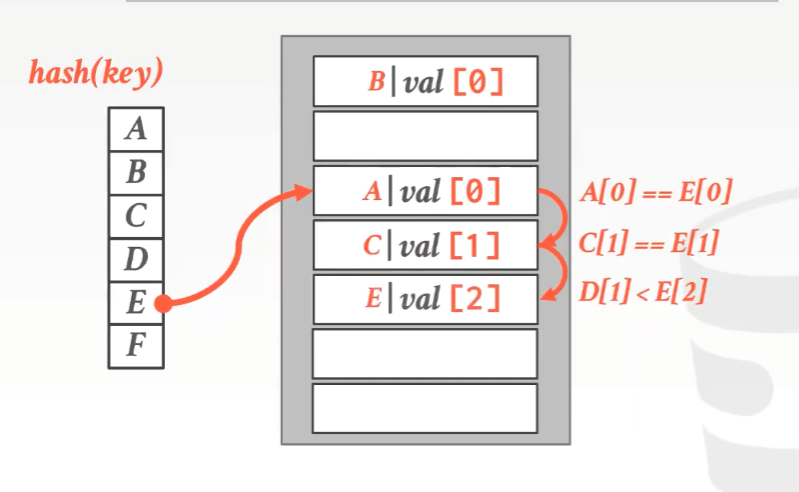 hash(key)
A
B
C
D
E
F
B|val [0]
A|val [0]
C|val [1]
E|val [2]
A[0] == E[0]
C[1] == E[1]
D[1] < E[2]